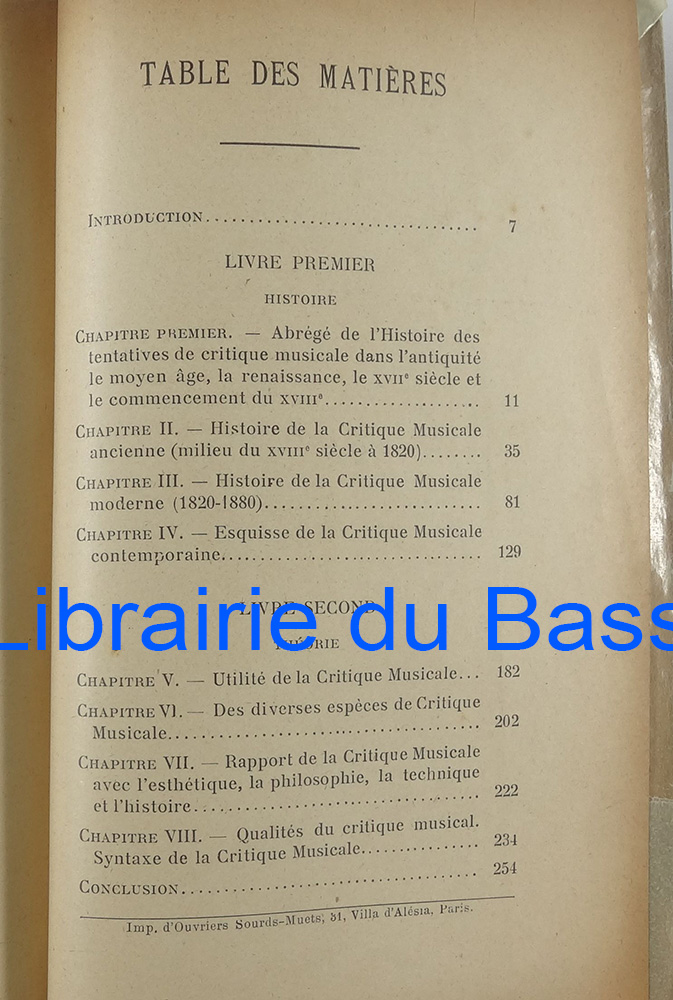 TABLE DES MATIÈRES
INTRODUCTION................................ 7
LIVRE PREMIER
HISTOIRE
CHAPITRE PREMIER. — Abrégé de l'Histoire des
tentatives de critique musicale dans l'antiquité
le moyen âge, la renaissance, le XVIIe siècle et
le commencement du XVIIIe................... 11
CHAPITRE II. — Histoire de la Critique Musicale
ancienne (milieu du XVIIIe siècle à 1820)........ 35
CHAPITRE III. — Histoire de la Critique Musicale
moderne (1820-1880)........................... 81
CHAPITRE IV. — Esquisse de la Critique Musicale
contemporaine................................. 129
LIVRE SECOND
Librairie du Bass
THÉORIE
CHAPITRE V. — Utilité de la Critique Musicale... 182
CHAPITRE VI. — Des diverses espèces de Critique
Musicale....................................... 202
CHAPITRE VII. — Rapport de la Critique Musicale
avec l'esthétique, la philosophie, la technique
et l'histoire................................... 222
CHAPITRE VIII. — Qualités du critique musical.
Syntaxe de la Critique Musicale............... 234
CONCLUSION.................................... 254
Imp. d'Ouvriers Sourds-Muets, 31, Villa d'Alésia, Paris.